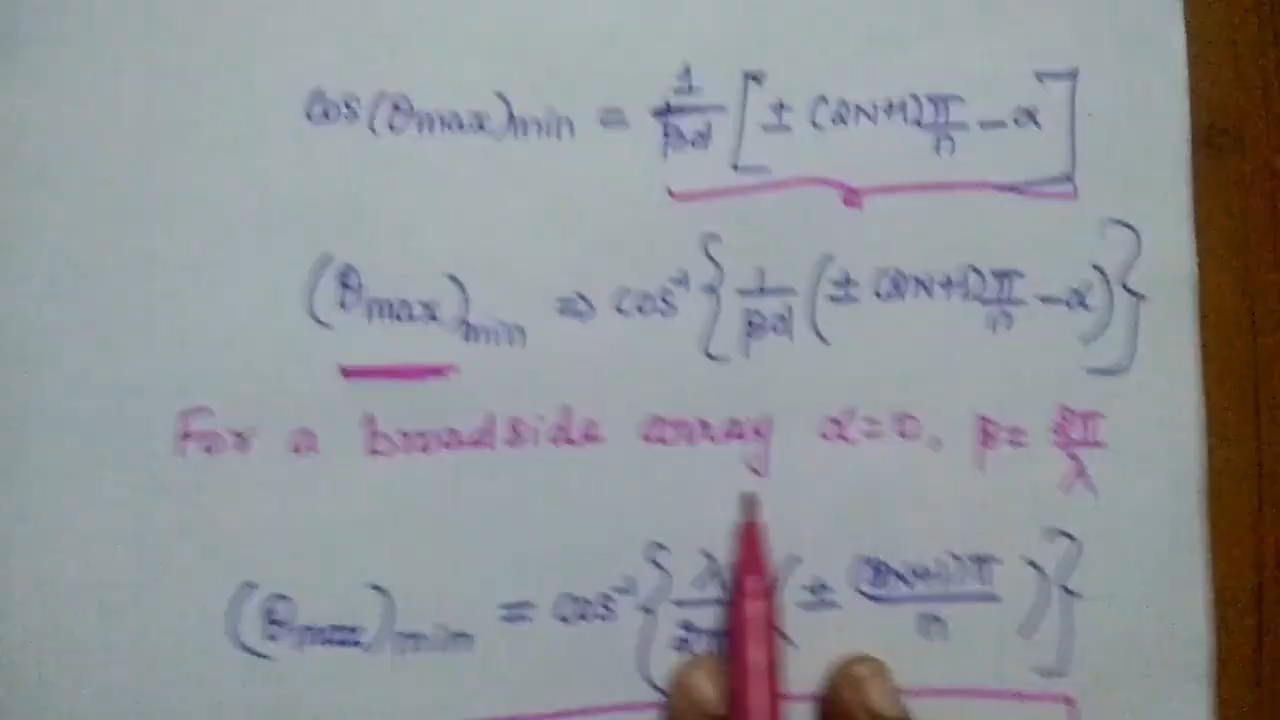 cos(θmax)min = 1/βd [± (2N+1)π/n − α]
(θmax)min ⇒ cos⁻¹{1/βd (± (2N+1)π/n − α)}
For a broadside array α=0, β= 2π/λ
(θmax)min = cos⁻¹{λ/2π (± (2N+1)π/n)}